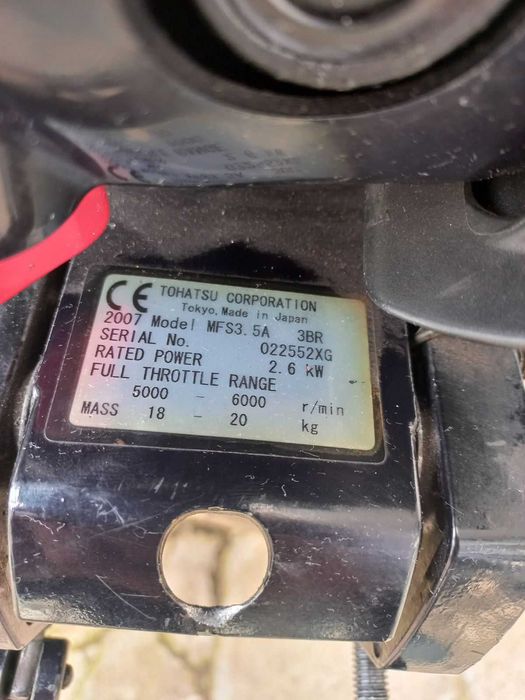 CE TOHATSU CORPORATION
Tokyo, Made in Japan
2007 Model MFS3.5A 3BR
SERIAL No. 022552XG
RATED POWER 2.6 kW
FULL THROTTLE RANGE
5000 - 6000 r/min
MASS 18 - 20 kg